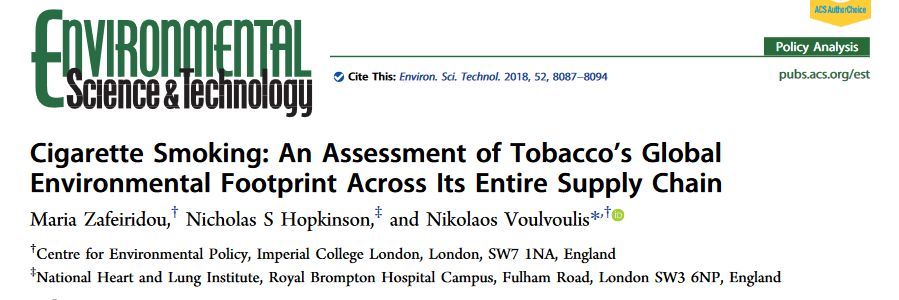 ACS AuthorChoice
ENVIRONMENTAL
Science & Technology
Policy Analysis
Cite This: Environ. Sci. Technol. 2018, 52, 8087−8094
pubs.acs.org/est
Cigarette Smoking: An Assessment of Tobacco’s Global
Environmental Footprint Across Its Entire Supply Chain
Maria Zafeiridou,† Nicholas S Hopkinson,‡ and Nikolaos Voulvoulis*,† iD
†Centre for Environmental Policy, Imperial College London, London, SW7 1NA, England
‡National Heart and Lung Institute, Royal Brompton Hospital Campus, Fulham Road, London SW3 6NP, England